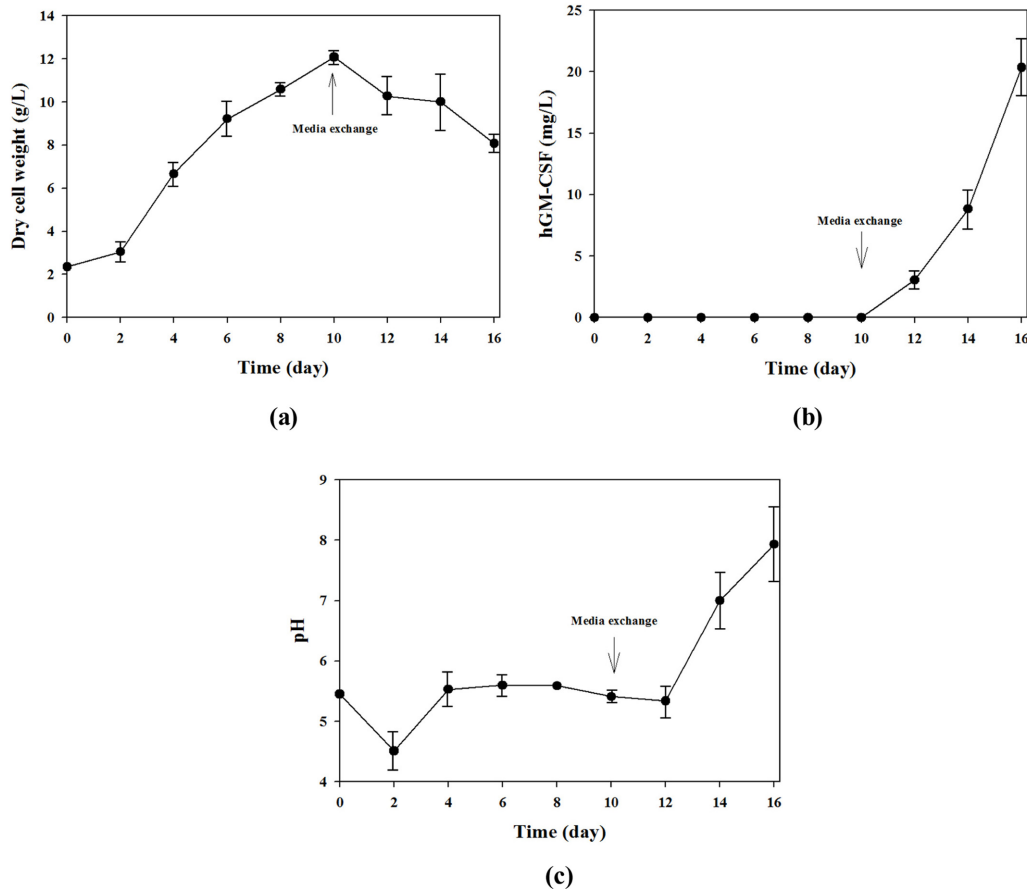 Dry cell weight (g/L)
14
12
10
8
6
4
2
0
Media exchange
0 2 4 6 8 10 12 14 16
Time (day)
(a)
hGM-CSF (mg/L)
25
20
15
10
5
0
Media exchange
0 2 4 6 8 10 12 14 16
Time (day)
(b)
pH
9
8
7
6
5
4
Media exchange
0 2 4 6 8 10 12 14 16
Time (day)
(c)